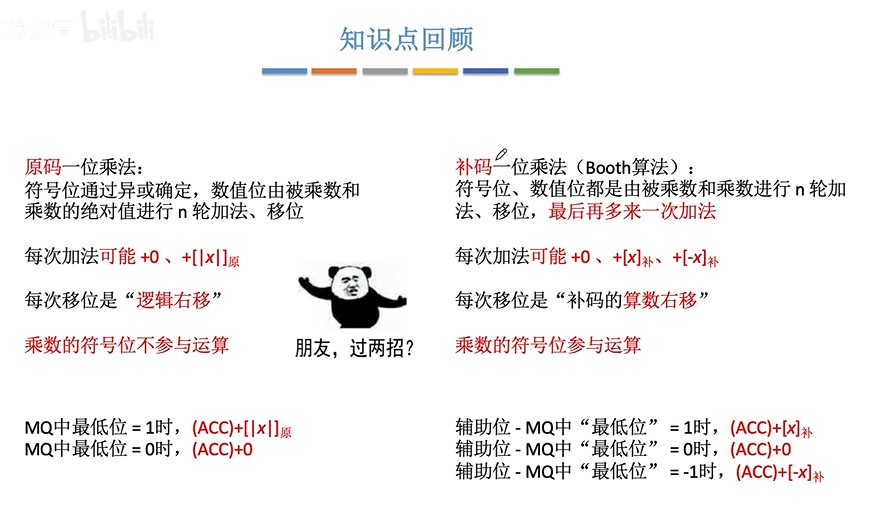 bilibili
知识点回顾
原码一位乘法：
符号位通过异或确定，数值位由被乘数和
乘数的绝对值进行 n 轮加法、移位
每次加法可能 +0 、+[|x|]原
每次移位是“逻辑右移”
乘数的符号位不参与运算
MQ中最低位 = 1时，(ACC)+[|x|]原
MQ中最低位 = 0时，(ACC)+0
朋友，过两招？
补码一位乘法（Booth算法）：
符号位、数值位都是由被乘数和乘数进行 n 轮加
法、移位，最后再多来一次加法
每次加法可能 +0 、+[x]补、+[-x]补
每次移位是“补码的算数右移”
乘数的符号位参与运算
辅助位 - MQ中“最低位” = 1时，(ACC)+[x]补
辅助位 - MQ中“最低位” = 0时，(ACC)+0
辅助位 - MQ中“最低位” = -1时，(ACC)+[-x]补